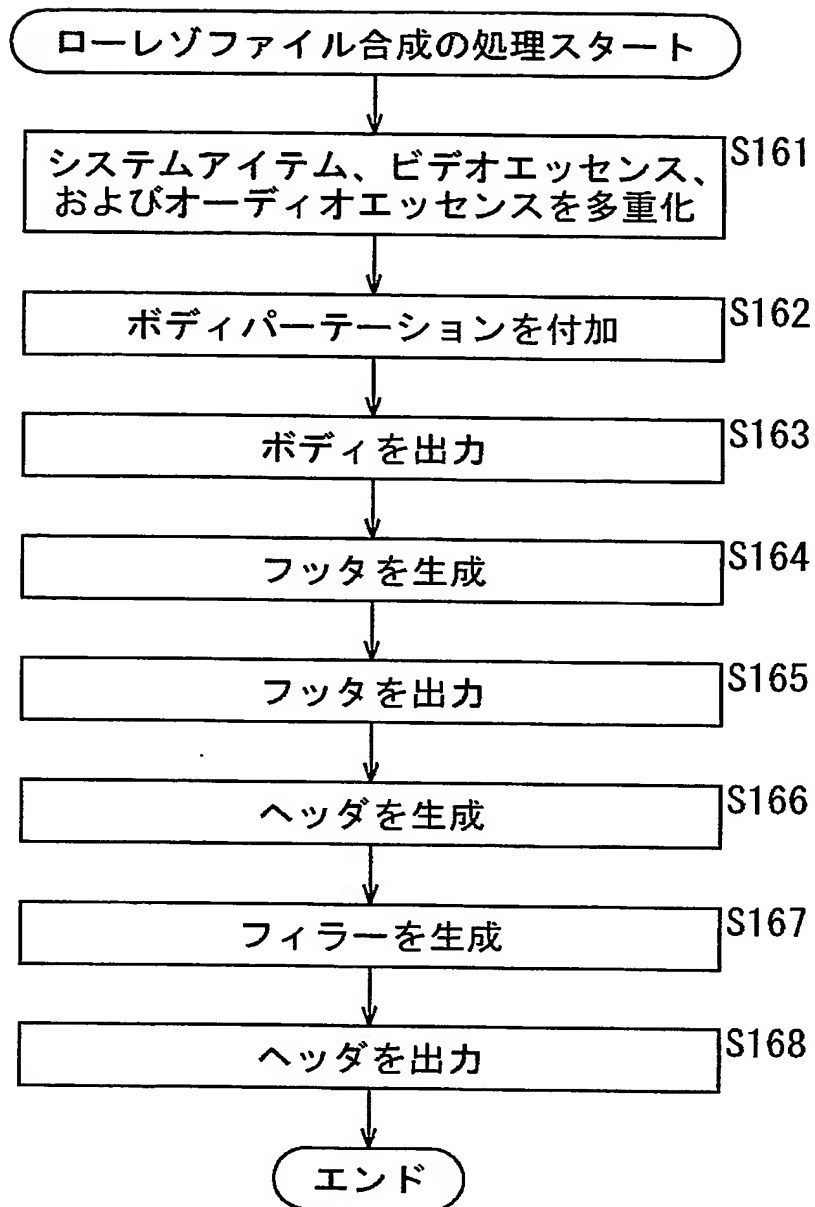 ローレゾファイル合成の処理スタート
S161
システムアイテム、ビデオエッセンス、
およびオーディオエッセンスを多重化
S162
ボディパーテーションを付加
S163
ボディを出力
S164
フッタを生成
S165
フッタを出力
S166
ヘッダを生成
S167
フィラーを生成
S168
ヘッダを出力
エンド